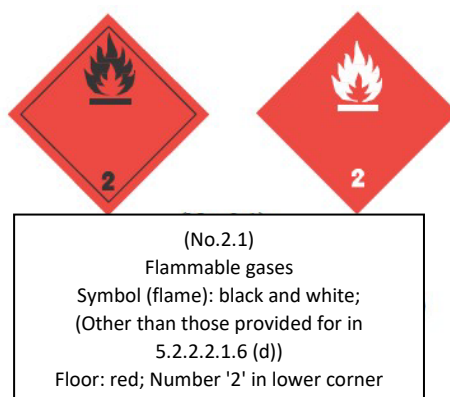 2
2
(No.2.1)
Flammable gases
Symbol (flame): black and white;
(Other than those provided for in
5.2.2.2.1.6 (d))
Floor: red; Number '2' in lower corner